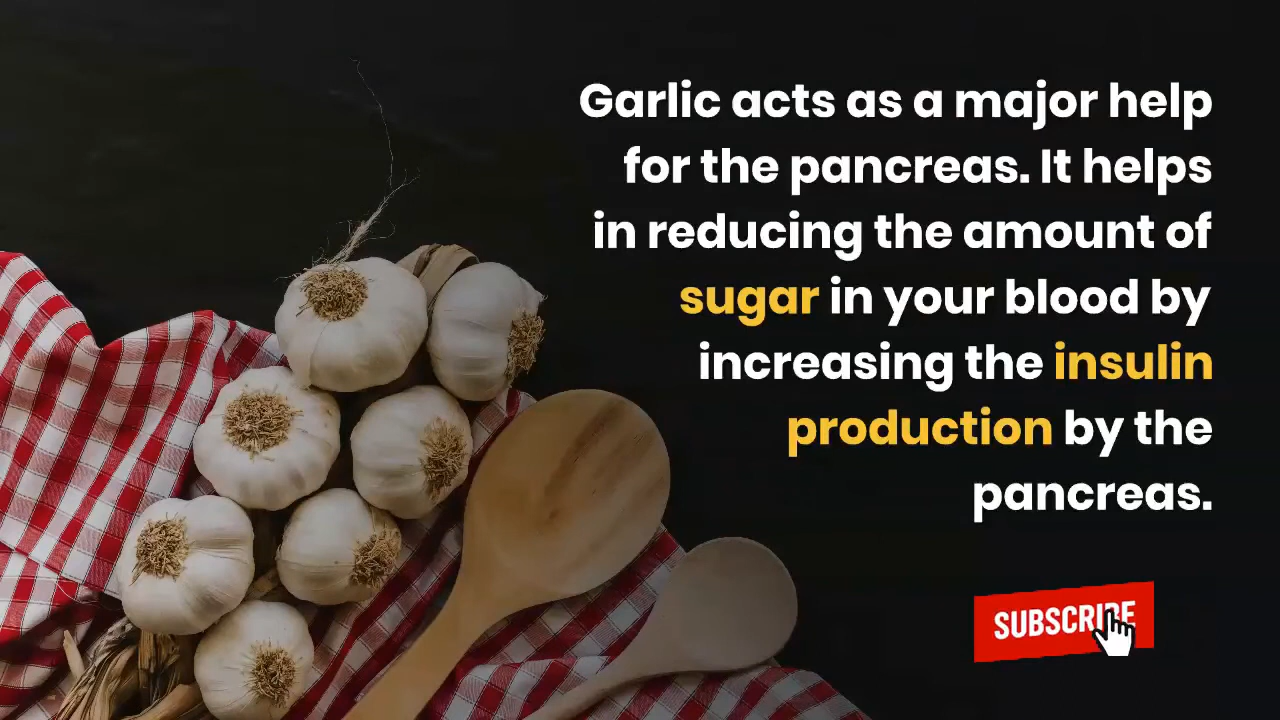 Garlic acts as a major help
for the pancreas. It helps
in reducing the amount of
sugar in your blood by
increasing the insulin
production by the
pancreas.
SUBSCRIBE